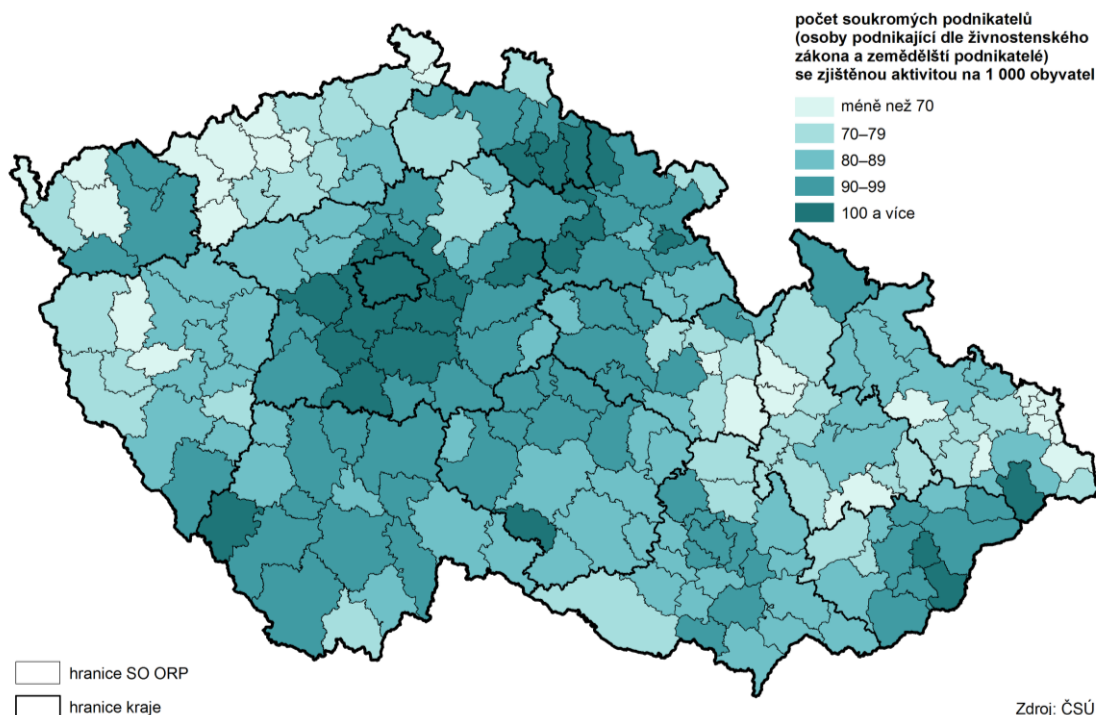 počet soukromých podnikatelů
(osoby podnikající dle živnostenského
zákona a zemědělští podnikatelé)
se zjištěnou aktivitou na 1 000 obyvatel
méně než 70
70–79
80–89
90–99
100 a více
hranice SO ORP
hranice kraje
Zdroj: ČSÚ